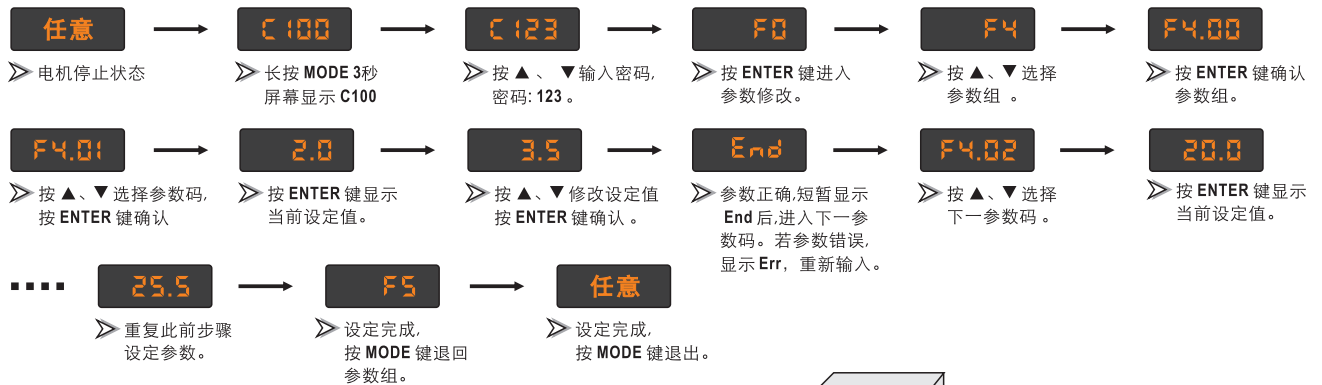 任意
电机停止状态
C100
长按 MODE 3秒
屏幕显示 C100
C123
按 ▲ 、 ▼输入密码,
密码: 123 。
F0
按 ENTER 键进入
参数修改。
F4
按 ▲、▼ 选择
参数组 。
F4.00
按 ENTER 键确认
参数组。
F4.01
按 ▲、▼ 选择参数码,
按 ENTER 键确认
2.0
按 ENTER 键显示
当前设定值。
3.5
按 ▲、▼ 修改设定值
按 ENTER 键确认 。
End
参数正确,短暂显示
End 后,进入下一参
数码。若参数错误,
显示 Err, 重新输入。
F4.02
按 ▲、▼ 选择
下一参数码 。
20.0
按 ENTER 键显示
当前设定值。
25.5
重复此前步骤
设定参数。
F5
设定完成,
按 MODE 键退回
参数组。
任意
设定完成,
按 MODE 键退出。